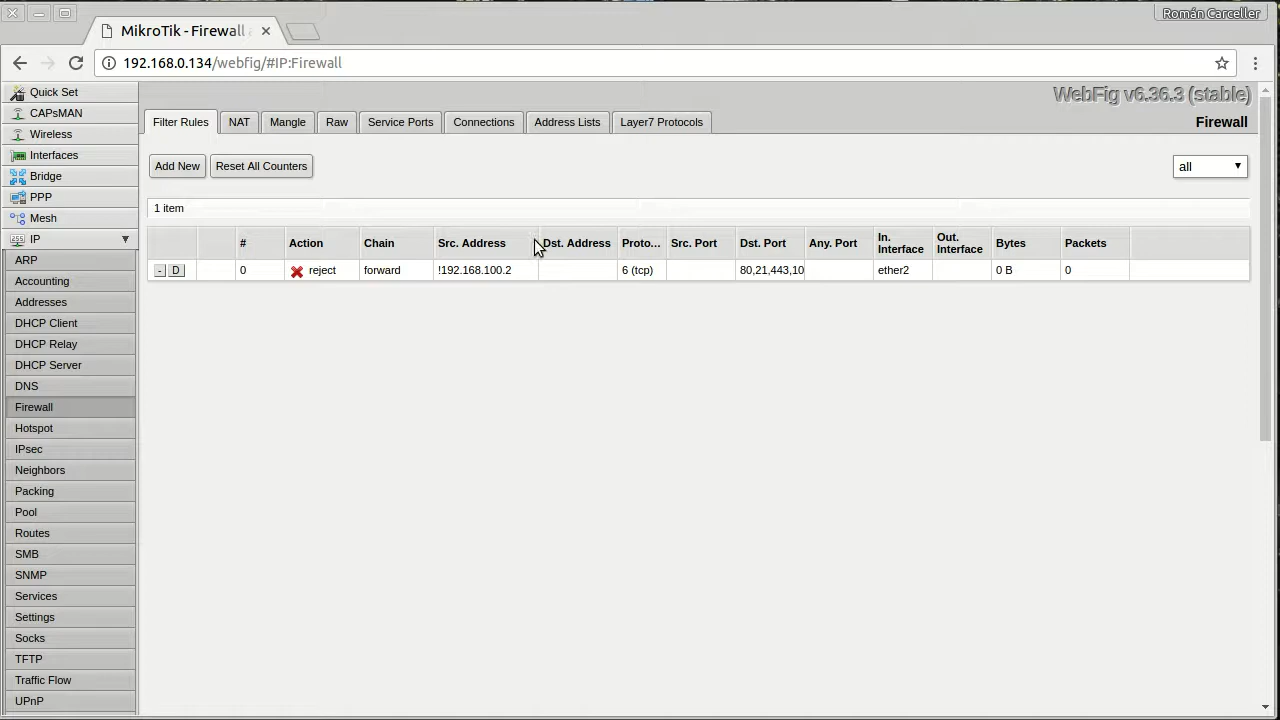 Román Carceller
MikroTik - Firewall
192.168.0.134/webfig/#IP:Firewall
Quick Set
CAPsMAN
Wireless
Interfaces
Bridge
PPP
Mesh
IP
ARP
Accounting
Addresses
DHCP Client
DHCP Relay
DHCP Server
DNS
Firewall
Hotspot
IPsec
Neighbors
Packing
Pool
Routes
SMB
SNMP
Services
Settings
Socks
TFTP
Traffic Flow
UPnP
WebFig v6.36.3 (stable)
Filter Rules NAT Mangle Raw Service Ports Connections Address Lists Layer7 Protocols Firewall
Add New Reset All Counters all
1 item
# Action Chain Src. Address Dst. Address Proto... Src. Port Dst. Port Any. Port In. Interface Out. Interface Bytes Packets
- D 0 reject forward !192.168.100.2 6 (tcp) 80,21,443,10 ether2 0 B 0